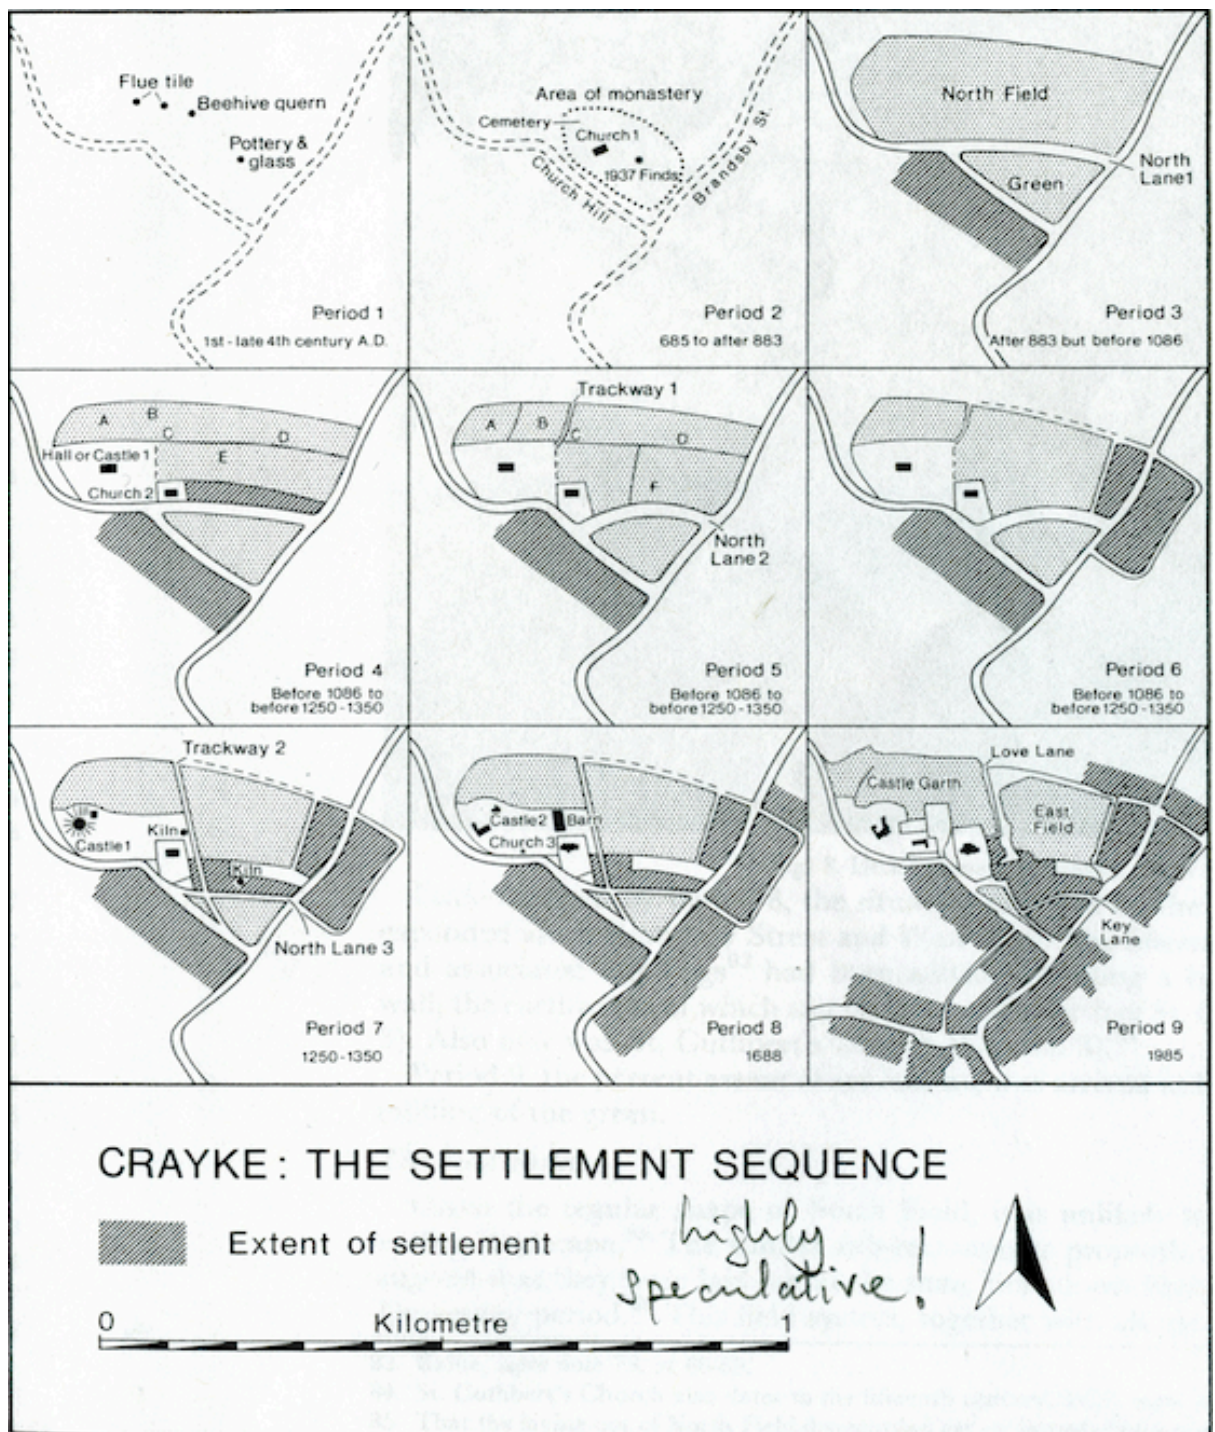 Flue tile
Beehive quern
Pottery &
glass
Period 1
1st - late 4th century A.D.
Area of monastery
Cemetery
Church 1
1937 Finds
Church Hill
Brandsby St.
Period 2
685 to after 883
North Field
North
Lane1
Green
Period 3
After 883 but before 1086
A
B
C
D
Hall or Castle 1
E
Church 2
Period 4
Before 1086 to
before 1250 - 1350
Trackway 1
A
B
C
D
F
North
Lane 2
Period 5
Before 1086 to
before 1250 - 1350
Period 6
Before 1086 to
before 1250 - 1350
Trackway 2
Kiln
Castle 1
Kiln
North Lane 3
Period 7
1250 - 1350
Castle 2
Barn
Church 3
Period 8
1688
Love Lane
Castle Garth
East
Field
Key
Lane
Period 9
1985
CRAYKE: THE SETTLEMENT SEQUENCE
Extent of settlement
highly
speculative!
0 Kilometre 1